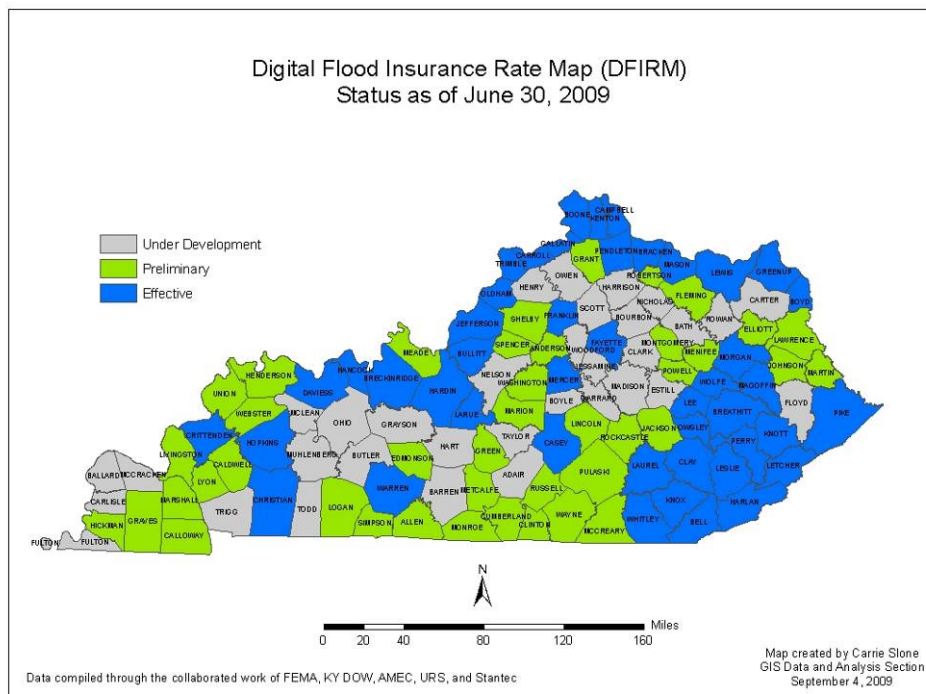 Digital Flood Insurance Rate Map (DFIRM)
Status as of June 30, 2009
Under Development
Preliminary
Effective
BOONE
CAMPBELL
KENTON
GALLATIN
PENDLETON
BRACKEN
CARROLL
GRANT
MASON
TRIMBLE
OWEN
ROBERTSON
LEWIS
GREENUP
OLDHAM
HENRY
HARRISON
NICHOLAS
FLEMING
CARTER
BOYD
SCOTT
JEFFERSON
SHELBY
FRANKLIN
BOURBON
BATH
ROWAN
ELLIOTT
LAWRENCE
SPENCER
ANDERSON
WOODFORD
FAYETTE
CLARK
MONTGOMERY
MENIFEE
MORGAN
JOHNSON
MARTIN
MEADE
BULLITT
NELSON
WASHINGTON
MERCER
JESSAMINE
MADISON
ESTILL
POWELL
WOLFE
MAGOFFIN
FLOYD
PIKE
HENDERSON
DAVIESS
HANCOCK
BRECKINRIDGE
HARDIN
LARUE
MARION
BOYLE
GARRARD
LEE
BREATHITT
UNION
WEBSTER
MCLEAN
OHIO
GRAYSON
TAYLOR
CASEY
LINCOLN
ROCKCASTLE
JACKSON
OWSLEY
PERRY
KNOTT
CRITTENDEN
HOPKINS
MUHLENBERG
BUTLER
EDMONSON
HART
GREEN
ADAIR
PULASKI
LAUREL
CLAY
LESLIE
LETCHER
LIVINGSTON
CALDWELL
LYON
WARREN
BARREN
METCALFE
RUSSELL
KNOX
HARLAN
BALLARD
MCCRACKEN
MARSHALL
TRIGG
CHRISTIAN
TODD
LOGAN
SIMPSON
ALLEN
MONROE
CUMBERLAND
CLINTON
WAYNE
MCCREARY
WHITLEY
BELL
CARLISLE
HICKMAN
GRAVES
CALLOWAY
FULTON
FULTON
N
Miles
0 20 40 80 120 160
Data compiled through the collaborated work of FEMA, KY DOW, AMEC, URS, and Stantec
Map created by Carrie Slone
GIS Data and Analysis Section
September 4, 2009